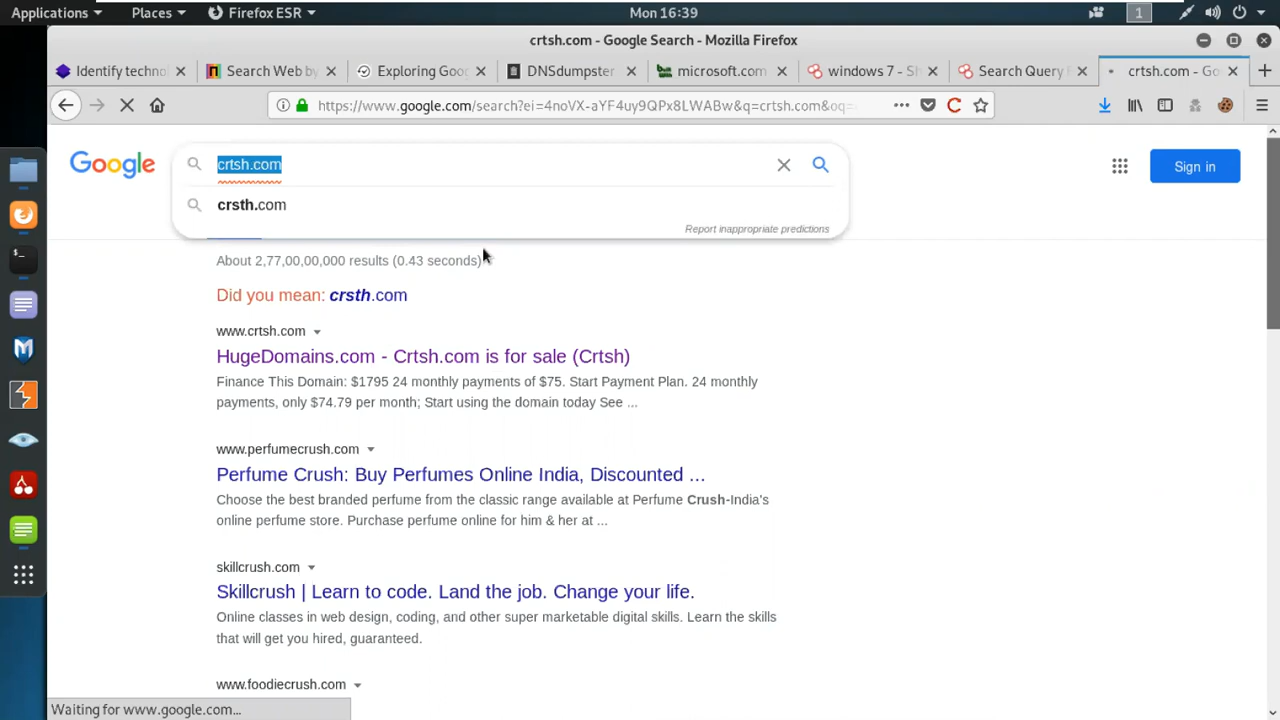 Applications Places Firefox ESR Mon 16:39 1
crtsh.com - Google Search - Mozilla Firefox
Identify techno Search Web by Exploring Goo DNSdumpster microsoft.com windows 7 - Sh Search Query F crtsh.com - Go
https://www.google.com/search?ei=4noVX-aYF4uy9QPx8LWABw&q=crtsh.com&oq=
Google crtsh.com Sign in
crsth.com
Report inappropriate predictions
About 2,77,00,00,000 results (0.43 seconds)
Did you mean: crsth.com
www.crtsh.com
HugeDomains.com - Crtsh.com is for sale (Crtsh)
Finance This Domain: $1795 24 monthly payments of $75. Start Payment Plan. 24 monthly
payments, only $74.79 per month; Start using the domain today See ...
www.perfumecrush.com
Perfume Crush: Buy Perfumes Online India, Discounted ...
Choose the best branded perfume from the classic range available at Perfume Crush-India's
online perfume store. Purchase perfume online for him & her at ...
skillcrush.com
Skillcrush | Learn to code. Land the job. Change your life.
Online classes in web design, coding, and other super marketable digital skills. Learn the skills
that will get you hired, guaranteed.
www.foodiecrush.com
Waiting for www.google.com...